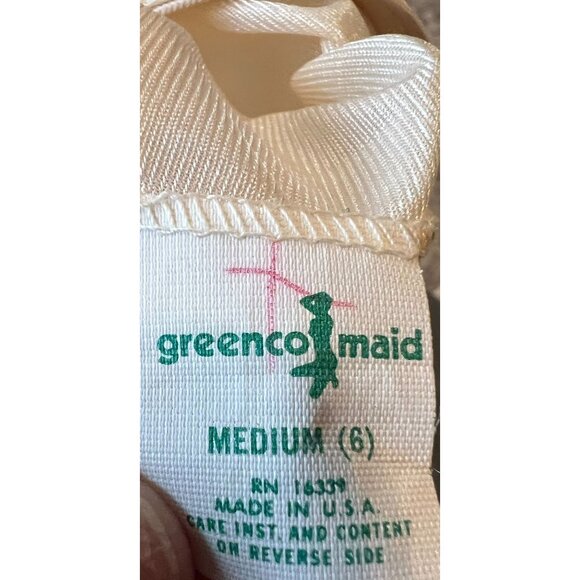 greenco maid
MEDIUM (6)
RN 16339
MADE IN U.S.A.
CARE INST. AND CONTENT
ON REVERSE SIDE